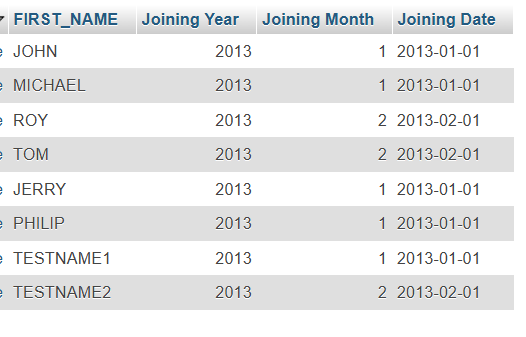 FIRST_NAME Joining Year Joining Month Joining Date
e JOHN 2013 1 2013-01-01
e MICHAEL 2013 1 2013-01-01
e ROY 2013 2 2013-02-01
e TOM 2013 2 2013-02-01
e JERRY 2013 1 2013-01-01
e PHILIP 2013 1 2013-01-01
e TESTNAME1 2013 1 2013-01-01
e TESTNAME2 2013 2 2013-02-01